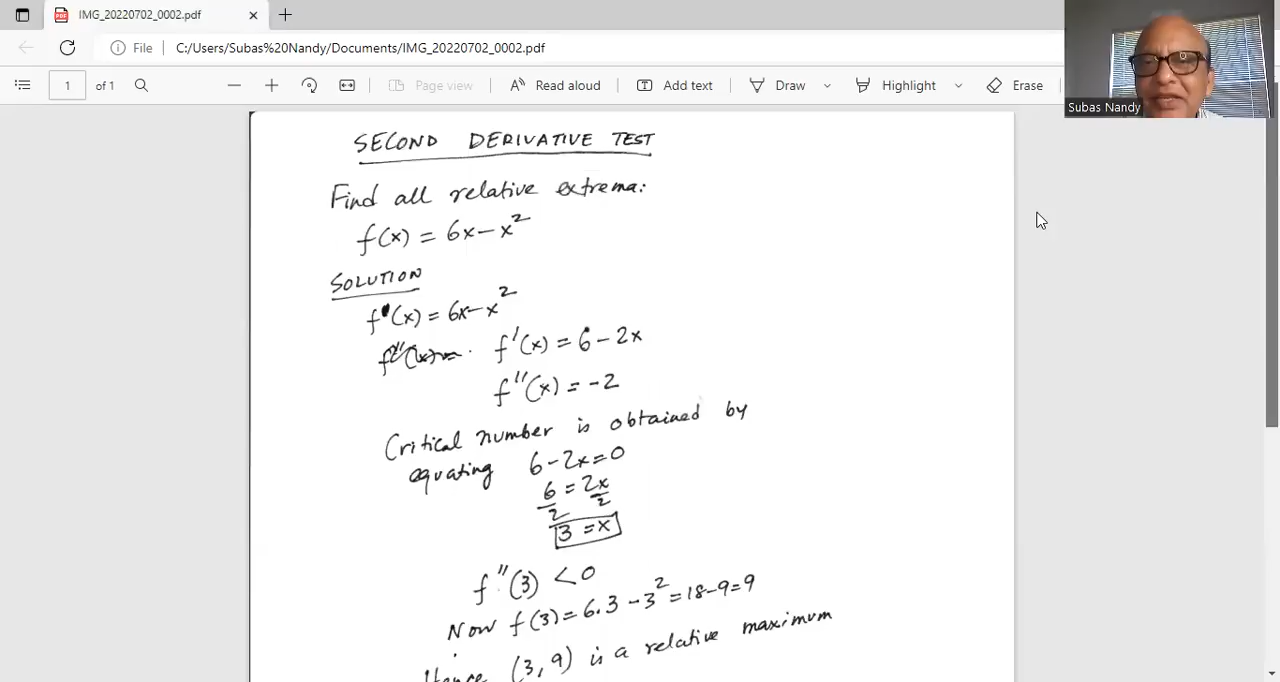 IMG_20220702_0002.pdf
File C:/Users/Subas%20Nandy/Documents/IMG_20220702_0002.pdf
1 of 1 Page view Read aloud Add text Draw Highlight Erase
Subas Nandy
SECOND DERIVATIVE TEST
Find all relative extrema:
f(x) = 6x - x²
SOLUTION
f(x) = 6x - x²
f'(x) = 6 - 2x
f''(x) = -2
Critical number is obtained by
equating 6 - 2x = 0
6/2 = 2x/2
3 = x
f''(3) < 0
Now f(3) = 6.3 - 3² = 18 - 9 = 9
Hence (3, 9) is a relative maximum